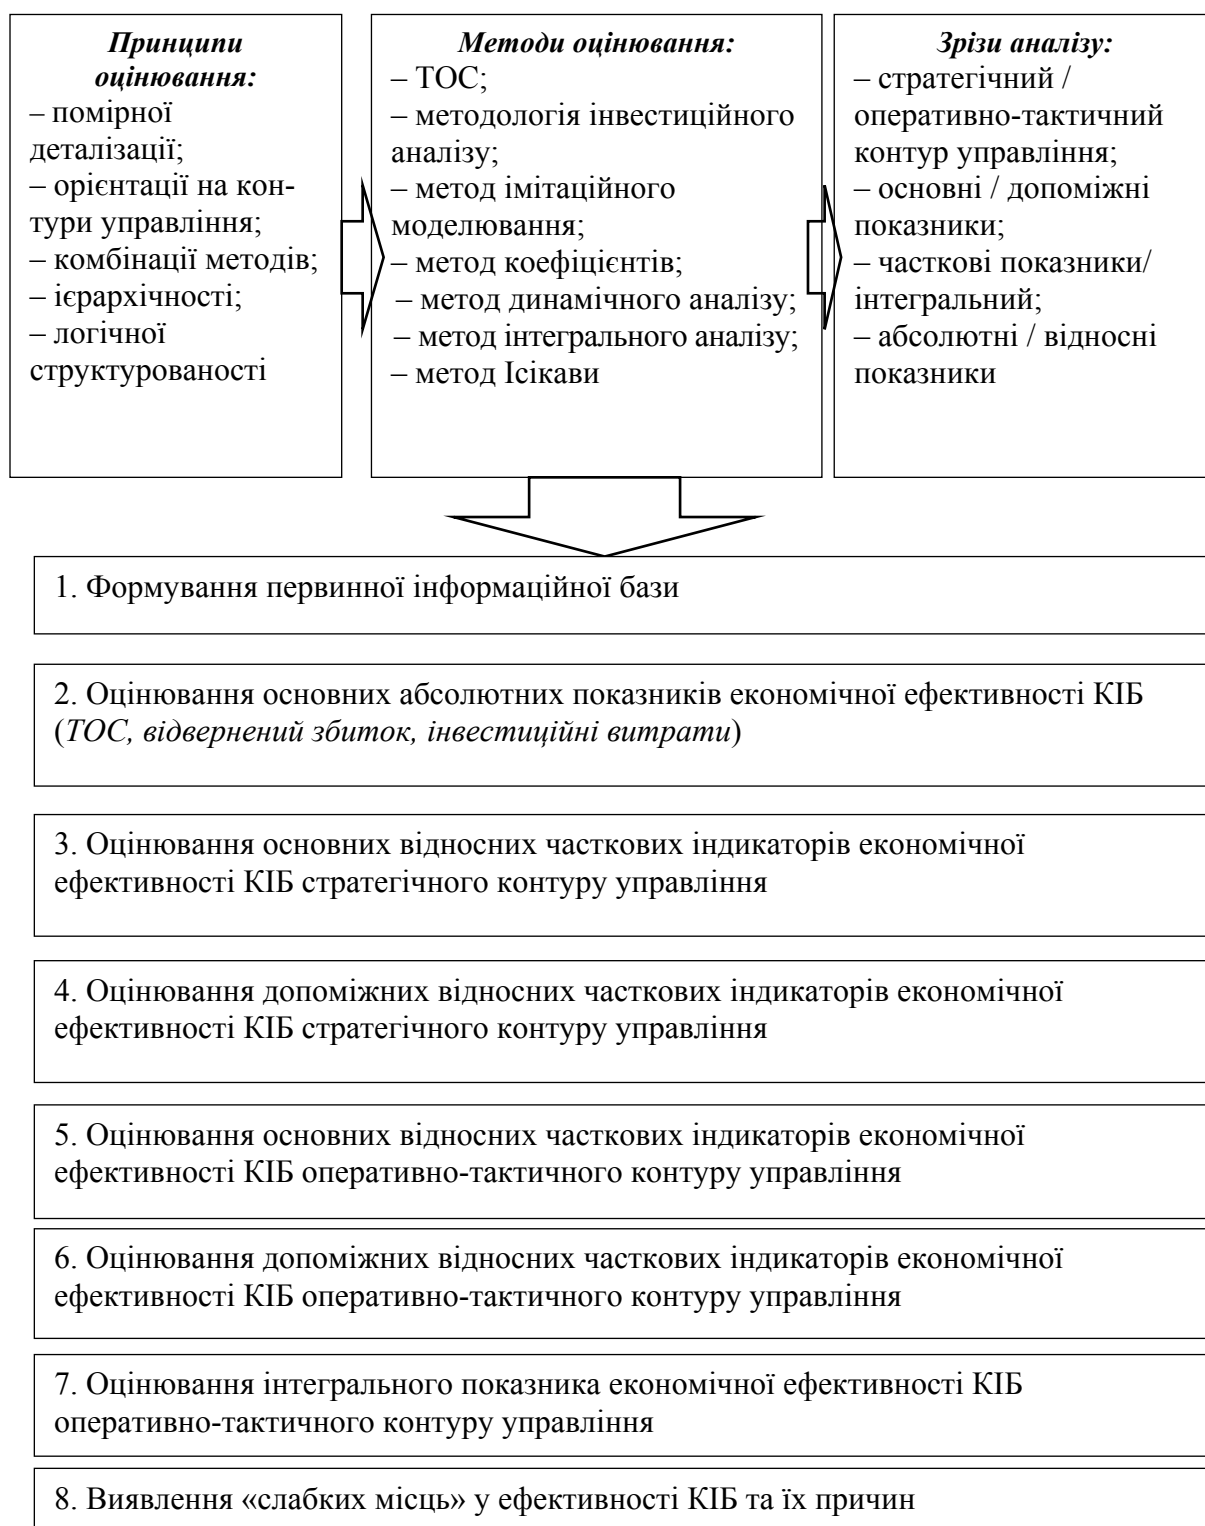 Принципи
оцінювання:
– помірної
деталізації;
– орієнтації на кон-
тури управління;
– комбінації методів;
– ієрархічності;
– логічної
структурованості
Методи оцінювання:
– ТОС;
– методологія інвестиційного
аналізу;
– метод імітаційного
моделювання;
– метод коефіцієнтів;
– метод динамічного аналізу;
– метод інтегрального аналізу;
– метод Ісікави
Зрізи аналізу:
– стратегічний /
оперативно-тактичний
контур управління;
– основні / допоміжні
показники;
– часткові показники/
інтегральний;
– абсолютні / відносні
показники
1. Формування первинної інформаційної бази
2. Оцінювання основних абсолютних показників економічної ефективності КІБ
(ТОС, відвернений збиток, інвестиційні витрати)
3. Оцінювання основних відносних часткових індикаторів економічної
ефективності КІБ стратегічного контуру управління
4. Оцінювання допоміжних відносних часткових індикаторів економічної
ефективності КІБ стратегічного контуру управління
5. Оцінювання основних відносних часткових індикаторів економічної
ефективності КІБ оперативно-тактичного контуру управління
6. Оцінювання допоміжних відносних часткових індикаторів економічної
ефективності КІБ оперативно-тактичного контуру управління
7. Оцінювання інтегрального показника економічної ефективності КІБ
оперативно-тактичного контуру управління
8. Виявлення «слабких місць» у ефективності КІБ та їх причин